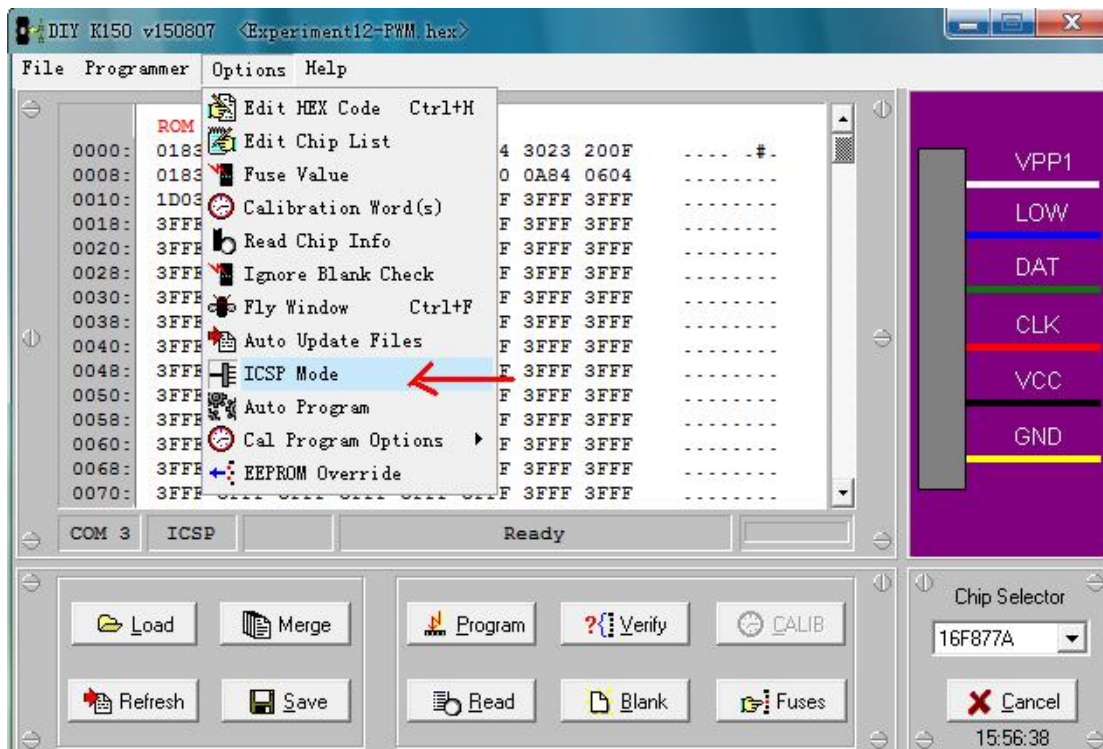 DIY K150 v150807 <Experiment12-PWM.hex>
File Programmer Options Help
Edit HEX Code Ctrl+H
Edit Chip List
Fuse Value
Calibration Word(s)
Read Chip Info
Ignore Blank Check
Fly Window Ctrl+F
Auto Update Files
ICSP Mode
Auto Program
Cal Program Options
EEPROM Override
ROM
0000: 0183 4 3023 200F ...... .#.
0008: 0183 0 0A84 0604 ........
0010: 1D03 F 3FFF 3FFF ........
0018: 3FFF F 3FFF 3FFF ........
0020: 3FFF F 3FFF 3FFF ........
0028: 3FFF F 3FFF 3FFF ........
0030: 3FFF F 3FFF 3FFF ........
0038: 3FFF F 3FFF 3FFF ........
0040: 3FFF F 3FFF 3FFF ........
0048: 3FFF F 3FFF 3FFF ........
0050: 3FFF F 3FFF 3FFF ........
0058: 3FFF F 3FFF 3FFF ........
0060: 3FFF F 3FFF 3FFF ........
0068: 3FFF F 3FFF 3FFF ........
0070: 3FFF F 3FFF 3FFF ........
COM 3 ICSP Ready
VPP1
LOW
DAT
CLK
VCC
GND
Load Merge Program Verify CALIB
Refresh Save Read Blank Fuses
Chip Selector
16F877A
Cancel
15:56:38